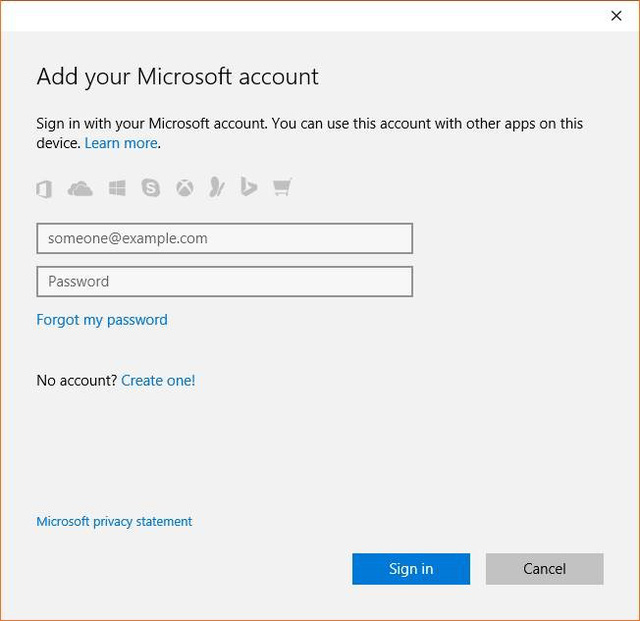 Add your Microsoft account
Sign in with your Microsoft account. You can use this account with other apps on this
device. Learn more.
someone@example.com
Password
Forgot my password
No account? Create one!
Microsoft privacy statement
Sign in
Cancel